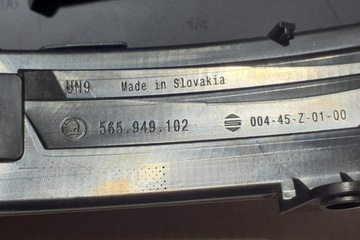 UN9 Made in Slovakia
565.949.102 004-45-Z-01-00